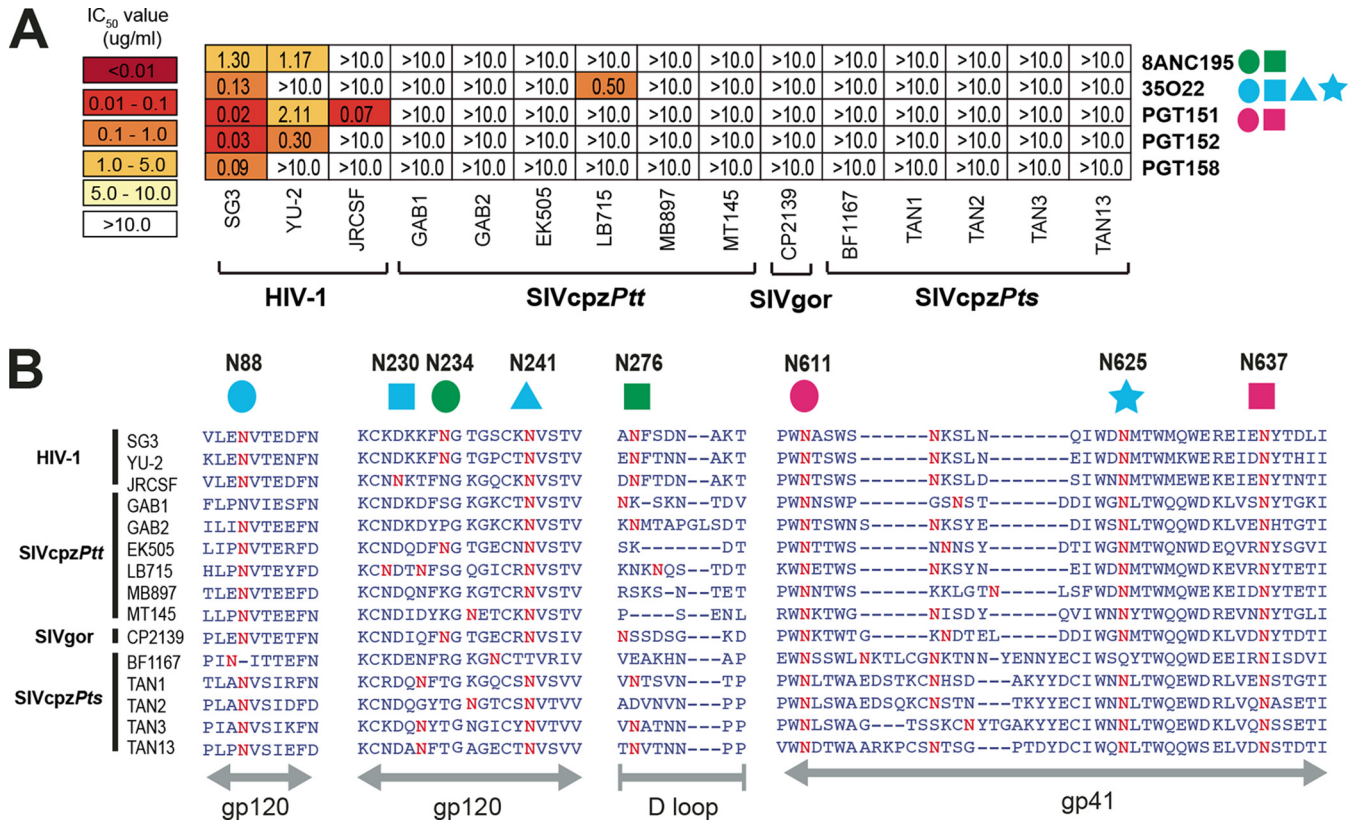 A
IC50 value
(ug/ml)
<0.01
0.01 - 0.1
0.1 - 1.0
1.0 - 5.0
5.0 - 10.0
>10.0
1.30 1.17 >10.0 >10.0 >10.0 >10.0 >10.0 >10.0 >10.0 >10.0 >10.0 >10.0 >10.0 >10.0 >10.0 8ANC195
0.13 >10.0 >10.0 >10.0 >10.0 >10.0 0.50 >10.0 >10.0 >10.0 >10.0 >10.0 >10.0 >10.0 >10.0 35O22
0.02 2.11 0.07 >10.0 >10.0 >10.0 >10.0 >10.0 >10.0 >10.0 >10.0 >10.0 >10.0 >10.0 >10.0 PGT151
0.03 0.30 >10.0 >10.0 >10.0 >10.0 >10.0 >10.0 >10.0 >10.0 >10.0 >10.0 >10.0 >10.0 >10.0 PGT152
0.09 >10.0 >10.0 >10.0 >10.0 >10.0 >10.0 >10.0 >10.0 >10.0 >10.0 >10.0 >10.0 >10.0 >10.0 PGT158
SG3 YU-2 JRCSF GAB1 GAB2 EK505 LB715 MB897 MT145 CP2139 BF1167 TAN1 TAN2 TAN3 TAN13
HIV-1 SIVcpzPtt SIVgor SIVcpzPts
B
N88 N230 N234 N241 N276 N611 N625 N637
HIV-1
SIVcpzPtt
SIVgor
SIVcpzPts
SG3 VLENVTEDFN KCKDKKFNGTGSCKNVSTV ANFSDN--AKT PWNASWS------NKSLN-------QIWDNMTWMQWEREIENYTDLI
YU-2 KLENVTENFN KCNDKKFNGTGPCTNVSTV ENFTNN--AKT PWNTSWS------NKSLN-------EIWDNMTWMKWEREIDNYTHII
JRCSF VLENVTEDFN KCNNKTFNGKGQCKNVSTV DNFTDN--AKT PWNTSWS------NKSLD-------SIWNNMTWMQWEKEIDNYTNTI
GAB1 FLPNVIESFN KCKDKDFSGKGKCTNVSTV NK-SKN--TDV PWNNSWP------GSNST-----DDIWGNLTWQQWDKLVSNYTGKI
GAB2 ILINVTEEFN KCNDKDYPGKGKCKNVSTV KNMTAPGLSDT PWNTSWNS-----NKSYE-----DIWSNLTWQQWDKLVENHTGTI
EK505 LIPNVTERFD KCNDQDFNGTGECNNVSTV SK-------DT PWNTTWS------NNNSY-----DTIWGNMTWQNWDEQVRNYSGVI
LB715 HLPNVTEYFD KCNDTNFSGQGICRNVSTV KNKNQS--TDT KWNETWS------NKSYN-------EIWDNMTWQQWEKEVRNYTETI
MB897 TLENVTEEFN KCNDQNFKGKGKCRNVSTV RSKS-N--TET PWNNTWS------KKLGTN-----LSFWDNMTWQQWDKEVRNYSGTI
MT145 LLPNVTEEFN KCNDIDYKGNETCKNVSTV P-----S--ENL RWNKTWG------NISDY-----QVIWNNYTWQQWDREVNNYTGLI
CP2139 PLENVTETFN KCNDIQFNGTGECRNVSIV NSSDSG---KD PWNKTWTG-----NNDTEL----DDIWGNMTWQQWDKLVDNYTDTI
BF1167 PIN-ITTEFN KCKDENFRGKGNCTTVRIV VEAKHN---AP EWNSSWLNKTLCGNKTNN-YENNYECIWSQYTWQQWDEEIRNISDVI
TAN1 TLANVSIRFN KCRDQNFTGKGQCSNVSTV VNTSVN---TP PWNLTWAEDSTKCNHSD---AKYYDCIWNNLTWQEWDRLVENSTGTI
TAN2 PLANVSIDFD KCNDQGYTGNGTCSNVTTV ADVNVN---PP PWNLSWAEDSQKCNVTN---TKYYECIWNNLTWQEWDRLVQNASETI
TAN3 PIANVSIKFN KCKDQNYTGNGICYNVTVV VNATNN---PP PWNLSWAG---TSSKCNYTGAKYYECIWNNLTWQEWDKLVQNASDTI
TAN13 PLPNVSIEFD KCNDANFTGAGECTNVSVV TNVTNN---PP VWNDTWAARKPCSNTSG---PTDYDCIWQNLTWQQWSELVDNSTDTI
gp120 gp120 D loop gp41